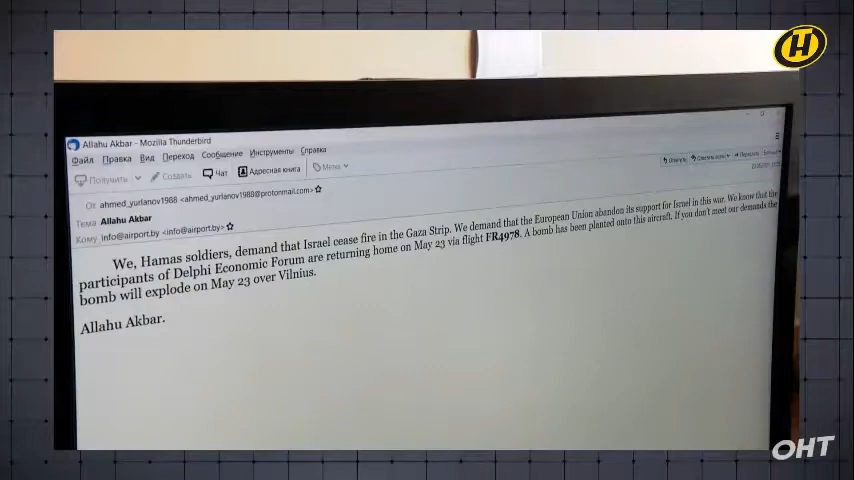 Н
Allahu Akbar - Mozilla Thunderbird
Файл Правка Вид Переход Сообщение Инструменты Справка
Получить Создать Чат Адресная книга Метка
От ahmed_yurlanov1988 <ahmed_yurlanov1988@protonmail.com>
Тема Allahu Akbar
Кому info@airport.by <info@airport.by>
We, Hamas soldiers, demand that Israel cease fire in the Gaza Strip. We demand that the European Union abandon its support for Israel in this war. We know that the
participants of Delphi Economic Forum are returning home on May 23 via flight FR4978. A bomb has been planted onto this aircraft. If you don't meet our demands the
bomb will explode on May 23 over Vilnius.
Allahu Akbar.
ОНТ